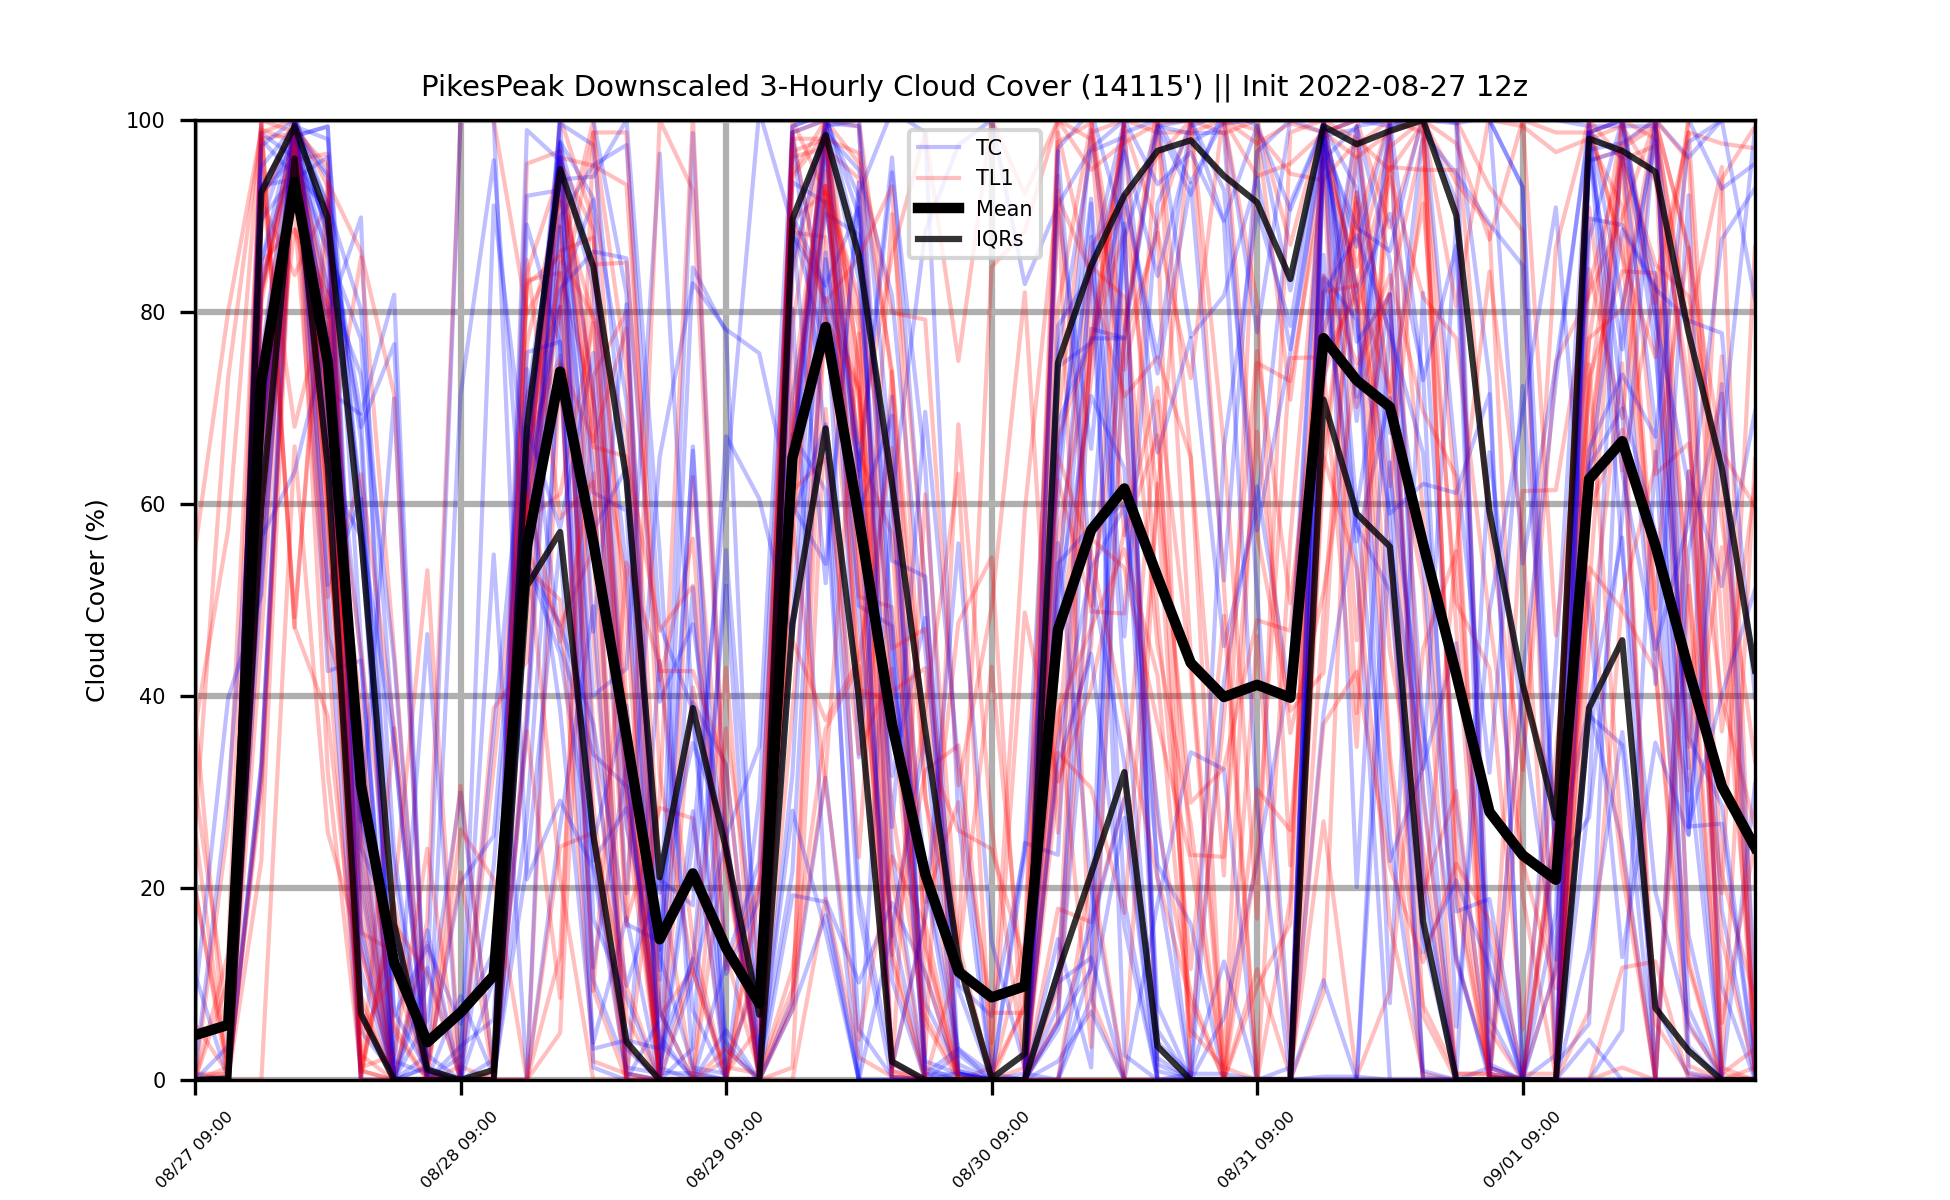 PikesPeak Downscaled 3-Hourly Cloud Cover (14115') || Init 2022-08-27 12z
TC
TL1
Mean
IQRs
Cloud Cover (%)
100
80
60
40
20
0
08/27 09:00
08/28 09:00
08/29 09:00
08/30 09:00
08/31 09:00
09/01 09:00